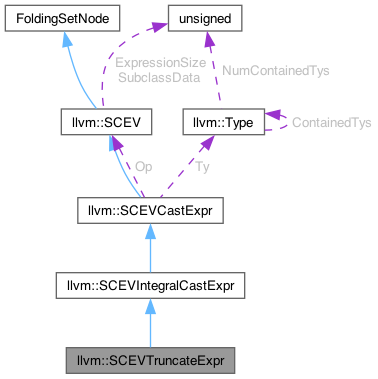 FoldingSetNode
unsigned
ExpressionSize
SubclassData
NumContainedTys
llvm::SCEV
llvm::Type
ContainedTys
Op
Ty
llvm::SCEVCastExpr
llvm::SCEVIntegralCastExpr
llvm::SCEVTruncateExpr